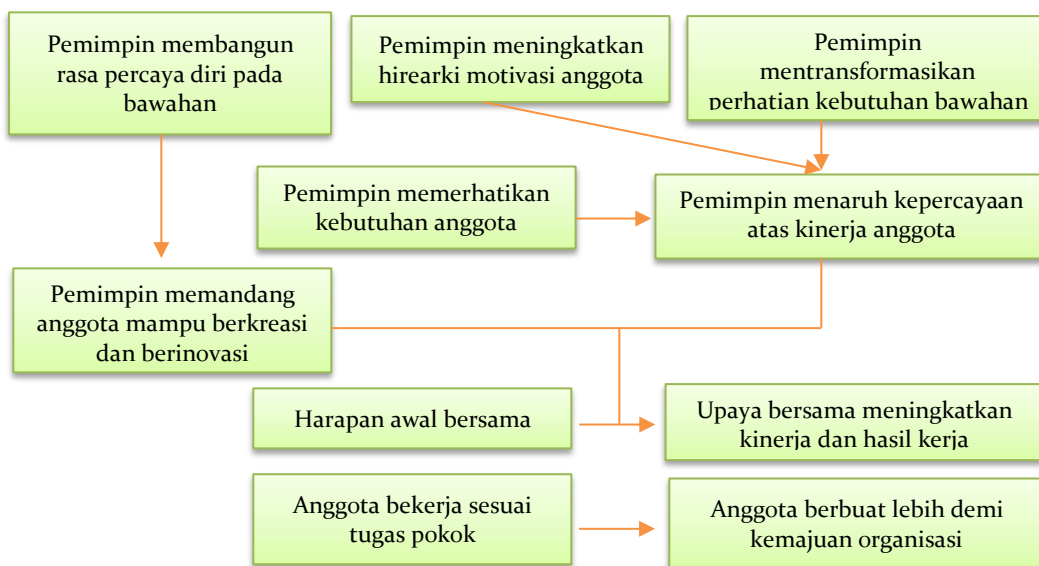 Pemimpin membangun
rasa percaya diri pada
bawahan
Pemimpin meningkatkan
hirearki motivasi anggota
Pemimpin
mentransformasikan
perhatian kebutuhan bawahan
Pemimpin memerhatikan
kebutuhan anggota
Pemimpin menaruh kepercayaan
atas kinerja anggota
Pemimpin memandang
anggota mampu berkreasi
dan berinovasi
Harapan awal bersama
Upaya bersama meningkatkan
kinerja dan hasil kerja
Anggota bekerja sesuai
tugas pokok
Anggota berbuat lebih demi
kemajuan organisasi